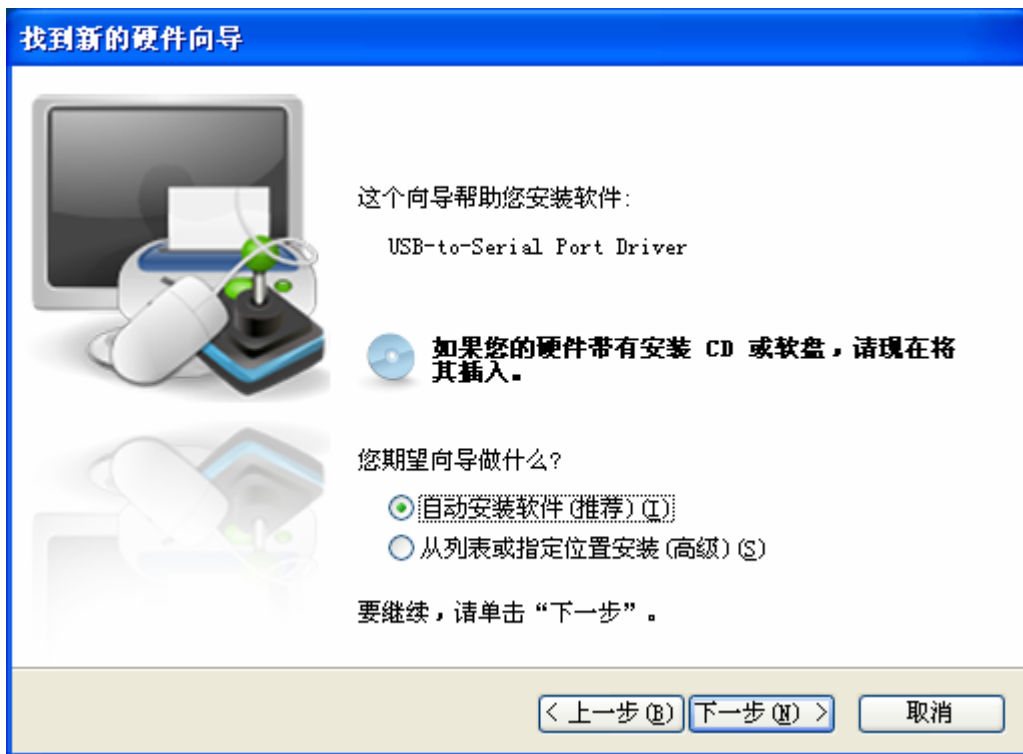 找到新的硬件向导
这个向导帮助您安装软件:
USB-to-Serial Port Driver
如果您的硬件带有安装 CD 或软盘，请现在将
其插入。
您期望向导做什么?
自动安装软件(推荐)(I)
从列表或指定位置安装(高级)(S)
要继续，请单击“下一步”。
< 上一步(B) 下一步(N) > 取消